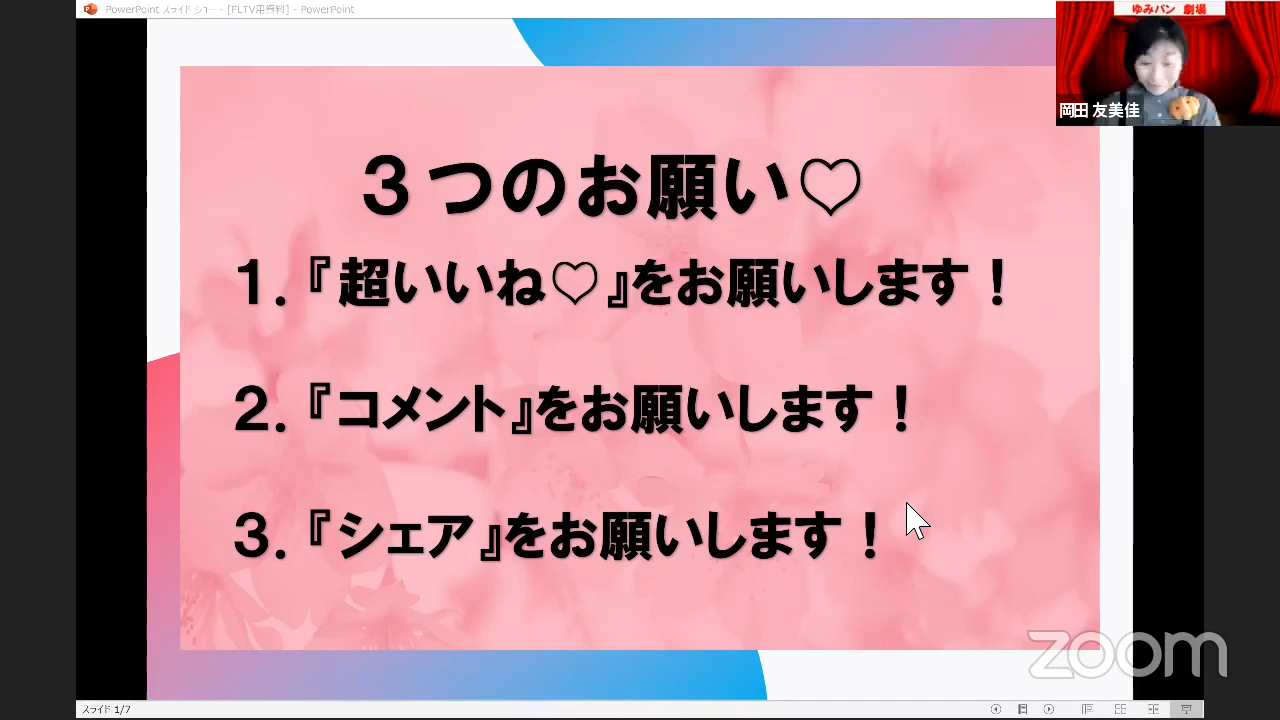 PowerPoint スライド ショー - [FLTV用資料] - PowerPoint
ゆみパン 劇場
岡田 友美佳
３つのお願い♡
１.『超いいね♡』をお願いします！
２.『コメント』をお願いします！
３.『シェア』をお願いします！
zoom
スライド 1/7